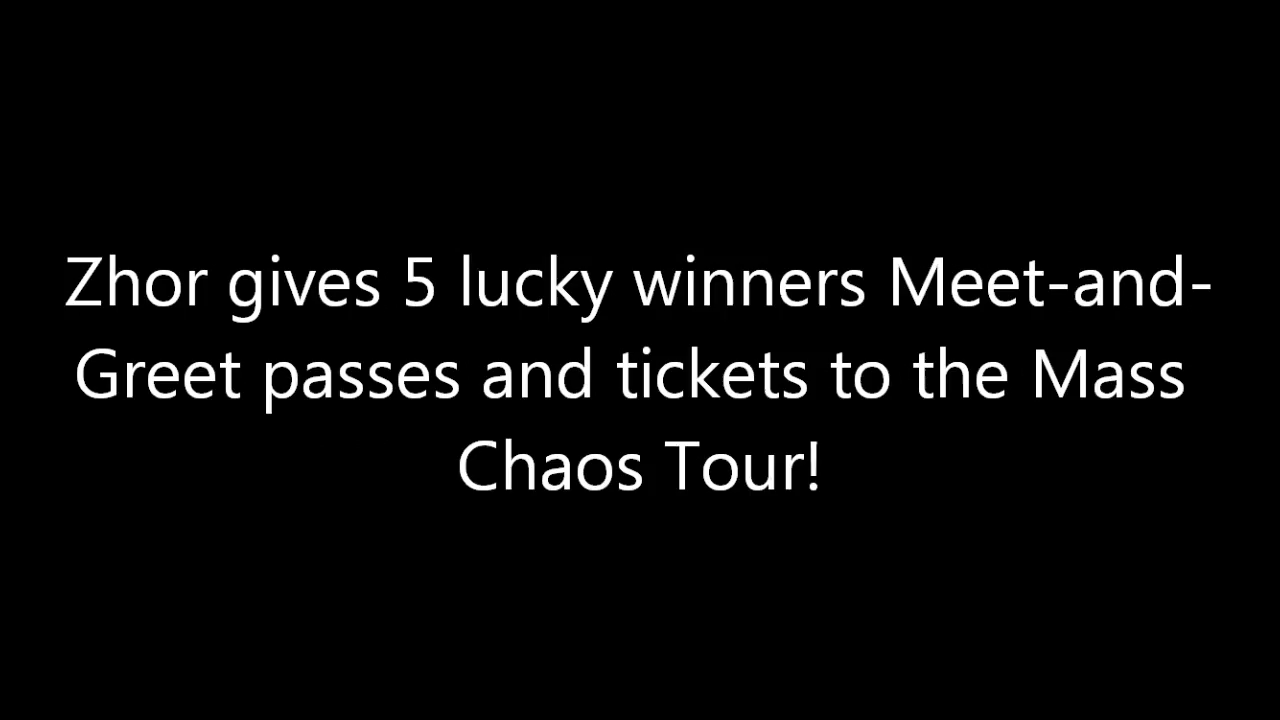 Zhor gives 5 lucky winners Meet-and-
Greet passes and tickets to the Mass
Chaos Tour!